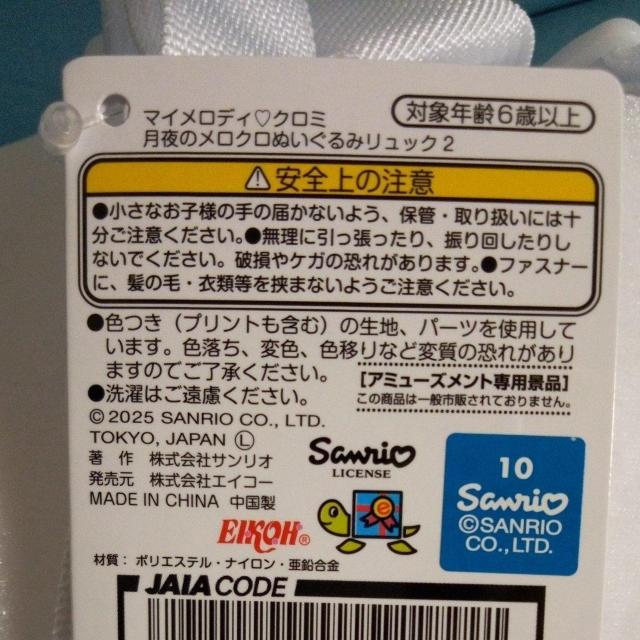 マイメロディ♡クロミ
月夜のメロクロぬいぐるみリュック2
対象年齢6歳以上
⚠安全上の注意
●小さなお子様の手の届かないよう、保管・取り扱いには十
分ご注意ください。●無理に引っ張ったり、振り回したりし
ないでください。破損やケガの恐れがあります。●ファスナー
に、髪の毛・衣類等を挟まないようご注意ください。
●色つき（プリントも含む）の生地、パーツを使用して
います。色落ち、変色、色移りなど変質の恐れがあり
ますのでご了承ください。
●洗濯はご遠慮ください。
[アミューズメント専用景品]
この商品は一般市販されておりません。
©2025 SANRIO CO., LTD.
TOKYO, JAPAN Ⓛ
著 作 株式会社サンリオ
発売元 株式会社エイコー
MADE IN CHINA 中国製
Sanrio
LICENSE
EIKOH®
e
10
Sanrio
©SANRIO
CO., LTD.
材質：ポリエステル・ナイロン・亜鉛合金
JAIA CODE